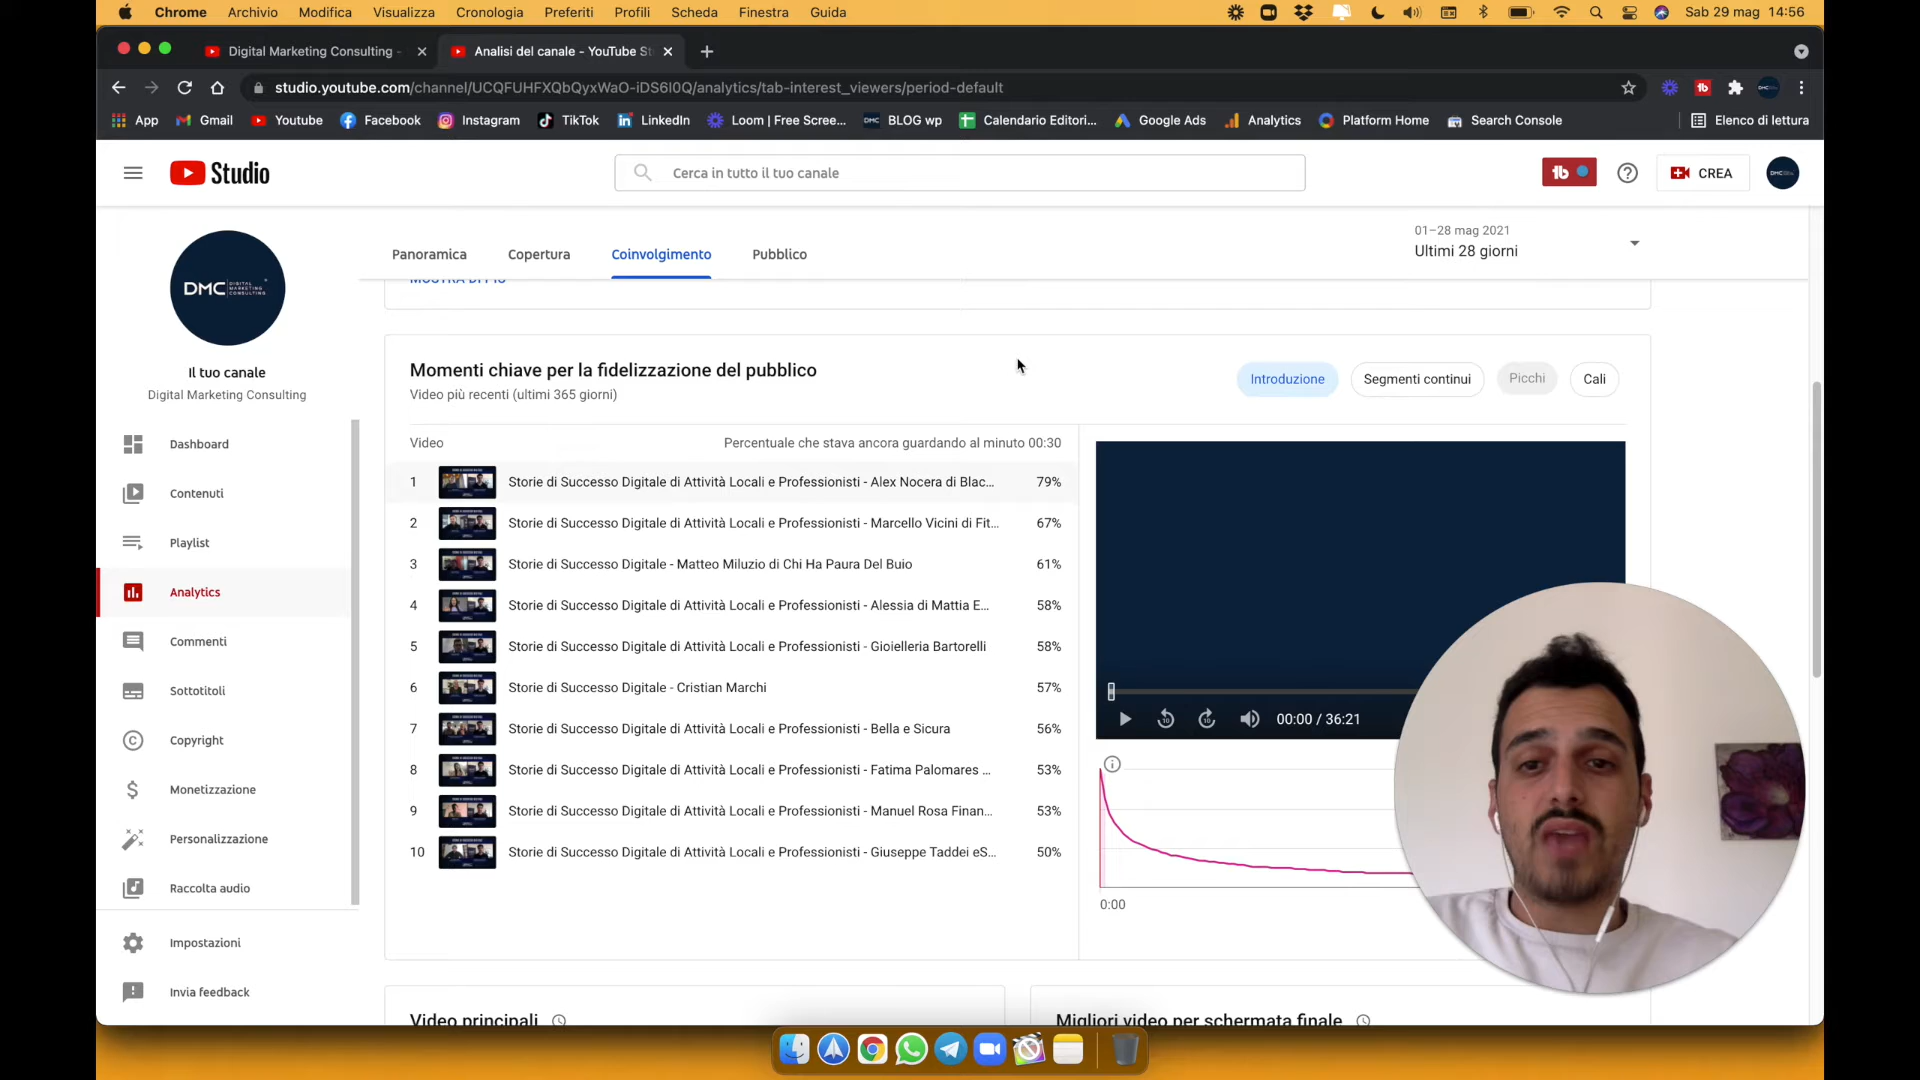 Chrome Archivio Modifica Visualizza Cronologia Preferiti Profili Scheda Finestra Guida Sab 29 mag 14:56
Digital Marketing Consulting - Analisi del canale - YouTube St
studio.youtube.com/channel/UCQFUHFXQbQyxWaO-iDS6I0Q/analytics/tab-interest_viewers/period-default
App Gmail Youtube Facebook Instagram TikTok LinkedIn Loom | Free Scree... BLOG wp Calendario Editori... Google Ads Analytics Platform Home Search Console Elenco di lettura
Studio Cerca in tutto il tuo canale CREA
Panoramica Copertura Coinvolgimento Pubblico
01–28 mag 2021
Ultimi 28 giorni
MOSTRA DI PIÙ
DMC DIGITAL MARKETING CONSULTING
Il tuo canale
Digital Marketing Consulting
Dashboard
Contenuti
Playlist
Analytics
Commenti
Sottotitoli
Copyright
Monetizzazione
Personalizzazione
Raccolta audio
Impostazioni
Invia feedback
Momenti chiave per la fidelizzazione del pubblico
Video più recenti (ultimi 365 giorni)
Introduzione Segmenti continui Picchi Cali
Video Percentuale che stava ancora guardando al minuto 00:30
1 Storie di Successo Digitale di Attività Locali e Professionisti - Alex Nocera di Blac... 79%
2 Storie di Successo Digitale di Attività Locali e Professionisti - Marcello Vicini di Fit... 67%
3 Storie di Successo Digitale - Matteo Miluzio di Chi Ha Paura Del Buio 61%
4 Storie di Successo Digitale di Attività Locali e Professionisti - Alessia di Mattia E... 58%
5 Storie di Successo Digitale di Attività Locali e Professionisti - Gioielleria Bartorelli 58%
6 Storie di Successo Digitale - Cristian Marchi 57%
7 Storie di Successo Digitale di Attività Locali e Professionisti - Bella e Sicura 56%
8 Storie di Successo Digitale di Attività Locali e Professionisti - Fatima Palomares ... 53%
9 Storie di Successo Digitale di Attività Locali e Professionisti - Manuel Rosa Finan... 53%
10 Storie di Successo Digitale di Attività Locali e Professionisti - Giuseppe Taddei eS... 50%
00:00 / 36:21
0:00
Video principali
Migliori video per schermata finale